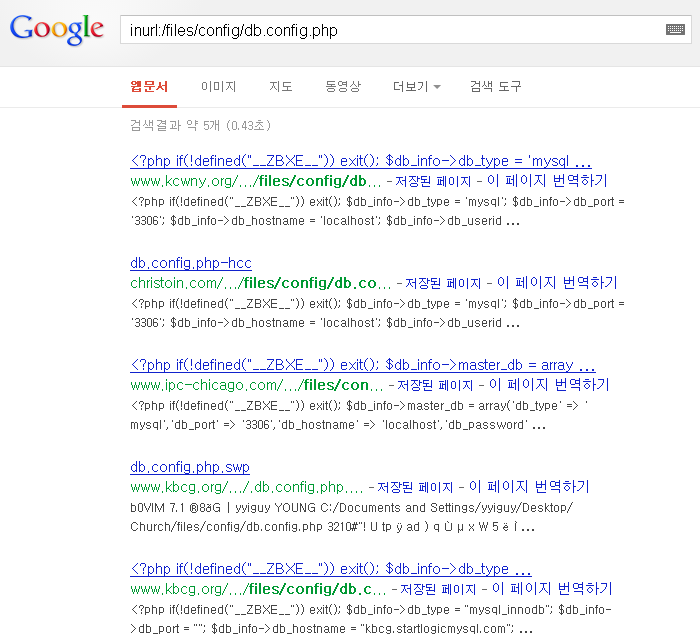 Google
inurl:/files/config/db.config.php
웹문서 이미지 지도 동영상 더보기 검색 도구
검색결과 약 5개 (0.43초)
<?php if(!defined("__ZBXE__")) exit(); $db_info->db_type = 'mysql ...
www.kcwny.org/.../files/config/db... - 저장된 페이지 - 이 페이지 번역하기
<?php if(!defined("__ZBXE__")) exit(); $db_info->db_type = 'mysql'; $db_info->db_port =
'3306'; $db_info->db_hostname = 'localhost'; $db_info->db_userid ...
db.config.php-hcc
christoin.com/.../files/config/db.co... - 저장된 페이지 - 이 페이지 번역하기
<?php if(!defined("__ZBXE__")) exit(); $db_info->db_type = 'mysql'; $db_info->db_port =
'3306'; $db_info->db_hostname = 'localhost'; $db_info->db_userid ...
<?php if(!defined("__ZBXE__")) exit(); $db_info->master_db = array ...
www.ipc-chicago.com/.../files/con... - 저장된 페이지 - 이 페이지 번역하기
<?php if(!defined("__ZBXE__")) exit(); $db_info->master_db = array('db_type' => '
mysql','db_port' => '3306','db_hostname' => 'localhost','db_password' ...
db.config.php.swp
www.kbcg.org/.../.db.config.php.... - 저장된 페이지 - 이 페이지 번역하기
b0VIM 7.1 ®8ðG | yyiguy YOUNG C:/Documents and Settings/yyiguy/Desktop/
Church/files/config/db.config.php 3210#"! U tp ÿ ad ) q Ù µ x W 5 ë Í ...
<?php if(!defined("__ZBXE__")) exit(); $db_info->db_type ...
www.kbcg.org/.../files/config/db.c... - 저장된 페이지 - 이 페이지 번역하기
<?php if(!defined("__ZBXE__")) exit(); $db_info->db_type = "mysql_innodb"; $db_info-
>db_port = ""; $db_info->db_hostname = "kbcg.startlogicmysql.com"; ...